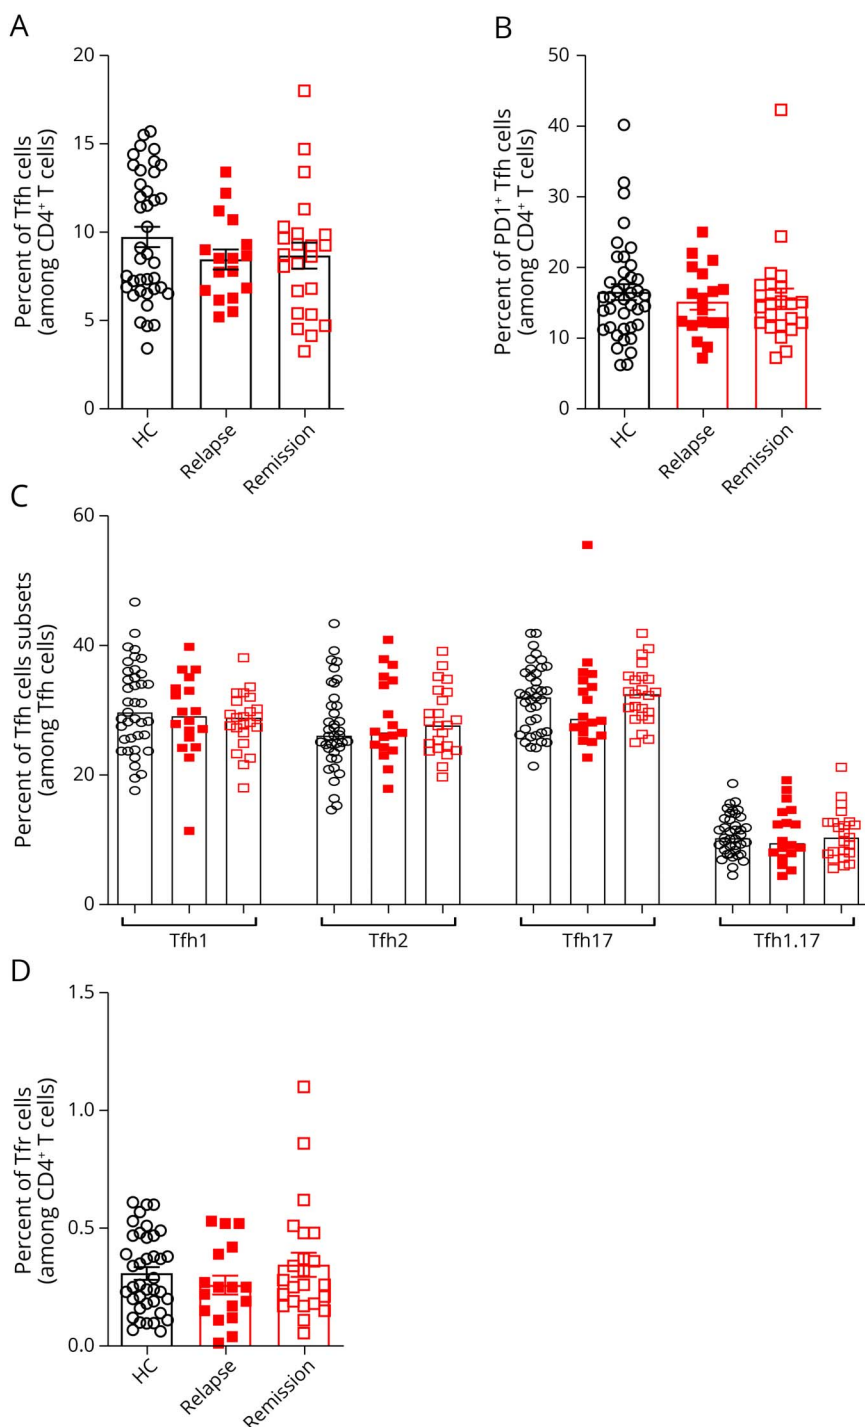 A
Percent of Tfh cells
(among CD4⁺ T cells)
20
15
10
5
0
HC
Relapse
Remission
B
Percent of PD1⁺ Tfh cells
(among CD4⁺ T cells)
50
40
30
20
10
0
HC
Relapse
Remission
C
Percent of Tfh cells subsets
(among Tfh cells)
60
40
20
0
Tfh1
Tfh2
Tfh17
Tfh1.17
D
Percent of Tfr cells
(among CD4⁺ T cells)
1.5
1.0
0.5
0.0
HC
Relapse
Remission